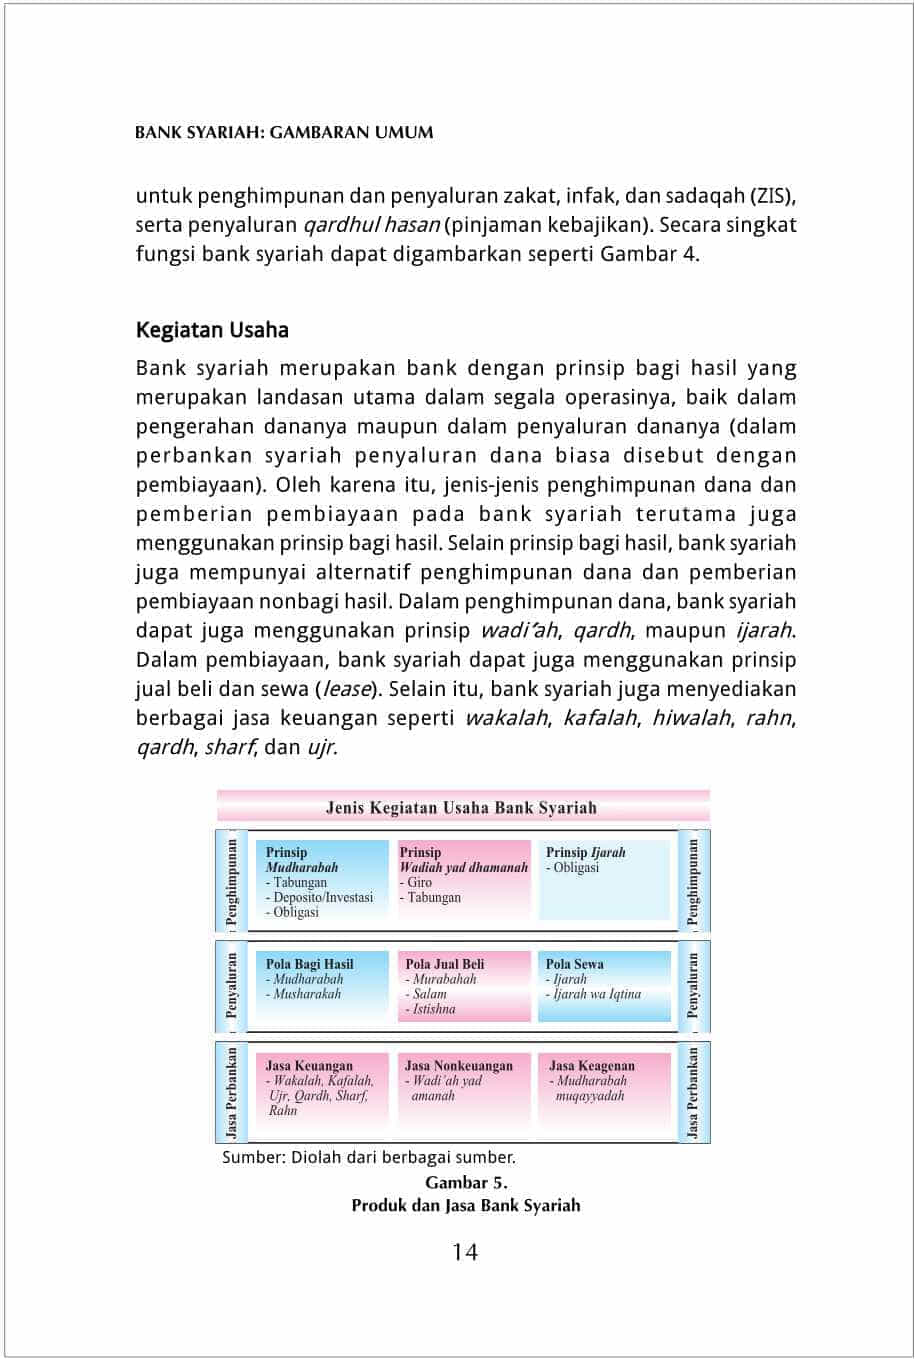 BANK SYARIAH: GAMBARAN UMUM
untuk penghimpunan dan penyaluran zakat, infak, dan sadaqah (ZIS),
serta penyaluran qardhul hasan (pinjaman kebajikan). Secara singkat
fungsi bank syariah dapat digambarkan seperti Gambar 4.
Kegiatan Usaha
Bank syariah merupakan bank dengan prinsip bagi hasil yang
merupakan landasan utama dalam segala operasinya, baik dalam
pengerahan dananya maupun dalam penyaluran dananya (dalam
perbankan syariah penyaluran dana biasa disebut dengan
pembiayaan). Oleh karena itu, jenis-jenis penghimpunan dana dan
pemberian pembiayaan pada bank syariah terutama juga
menggunakan prinsip bagi hasil. Selain prinsip bagi hasil, bank syariah
juga mempunyai alternatif penghimpunan dana dan pemberian
pembiayaan nonbagi hasil. Dalam penghimpunan dana, bank syariah
dapat juga menggunakan prinsip wadi’ah, qardh, maupun ijarah.
Dalam pembiayaan, bank syariah dapat juga menggunakan prinsip
jual beli dan sewa (lease). Selain itu, bank syariah juga menyediakan
berbagai jasa keuangan seperti wakalah, kafalah, hiwalah, rahn,
qardh, sharf, dan ujr.
Jenis Kegiatan Usaha Bank Syariah
Penghimpunan
Prinsip
Mudharabah
- Tabungan
- Deposito/Investasi
- Obligasi
Prinsip
Wadiah yad dhamanah
- Giro
- Tabungan
Prinsip Ijarah
- Obligasi
Penghimpunan
Penyaluran
Pola Bagi Hasil
- Mudharabah
- Musharakah
Pola Jual Beli
- Murabahah
- Salam
- Istishna
Pola Sewa
- Ijarah
- Ijarah wa Iqtina
Penyaluran
Jasa Perbankan
Jasa Keuangan
- Wakalah, Kafalah,
Ujr, Qardh, Sharf,
Rahn
Jasa Nonkeuangan
- Wadi’ah yad
amanah
Jasa Keagenan
- Mudharabah
muqayyadah
Jasa Perbankan
Sumber: Diolah dari berbagai sumber.
Gambar 5.
Produk dan Jasa Bank Syariah
14